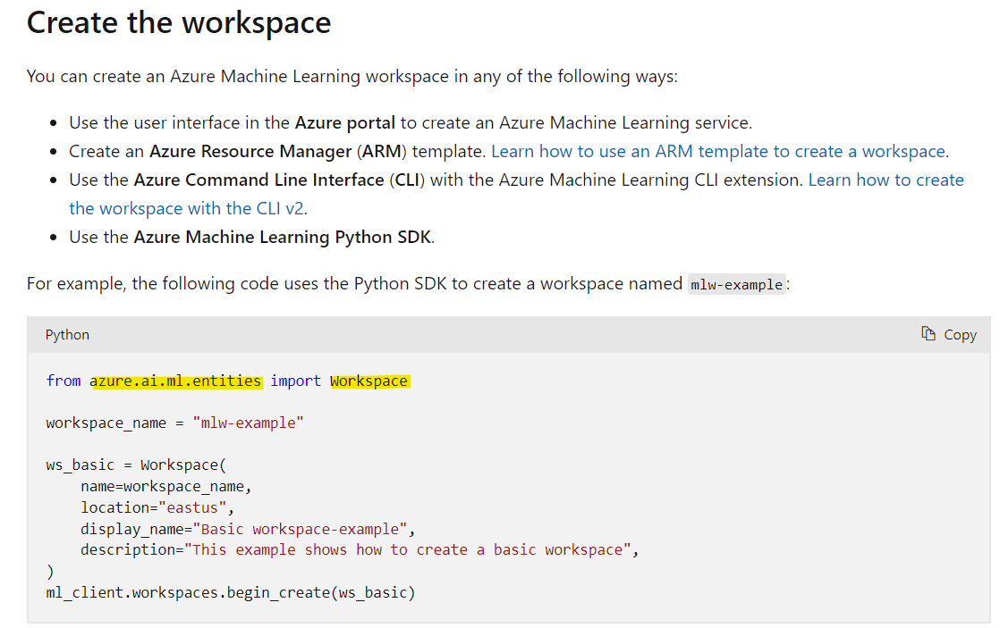 Create the workspace
You can create an Azure Machine Learning workspace in any of the following ways:
Use the user interface in the Azure portal to create an Azure Machine Learning service.
Create an Azure Resource Manager (ARM) template. Learn how to use an ARM template to create a workspace.
Use the Azure Command Line Interface (CLI) with the Azure Machine Learning CLI extension. Learn how to create
the workspace with the CLI v2.
Use the Azure Machine Learning Python SDK.
For example, the following code uses the Python SDK to create a workspace named mlw-example:
Python Copy
from azure.ai.ml.entities import Workspace
workspace_name = "mlw-example"
ws_basic = Workspace(
    name=workspace_name,
    location="eastus",
    display_name="Basic workspace-example",
    description="This example shows how to create a basic workspace",
)
ml_client.workspaces.begin_create(ws_basic)